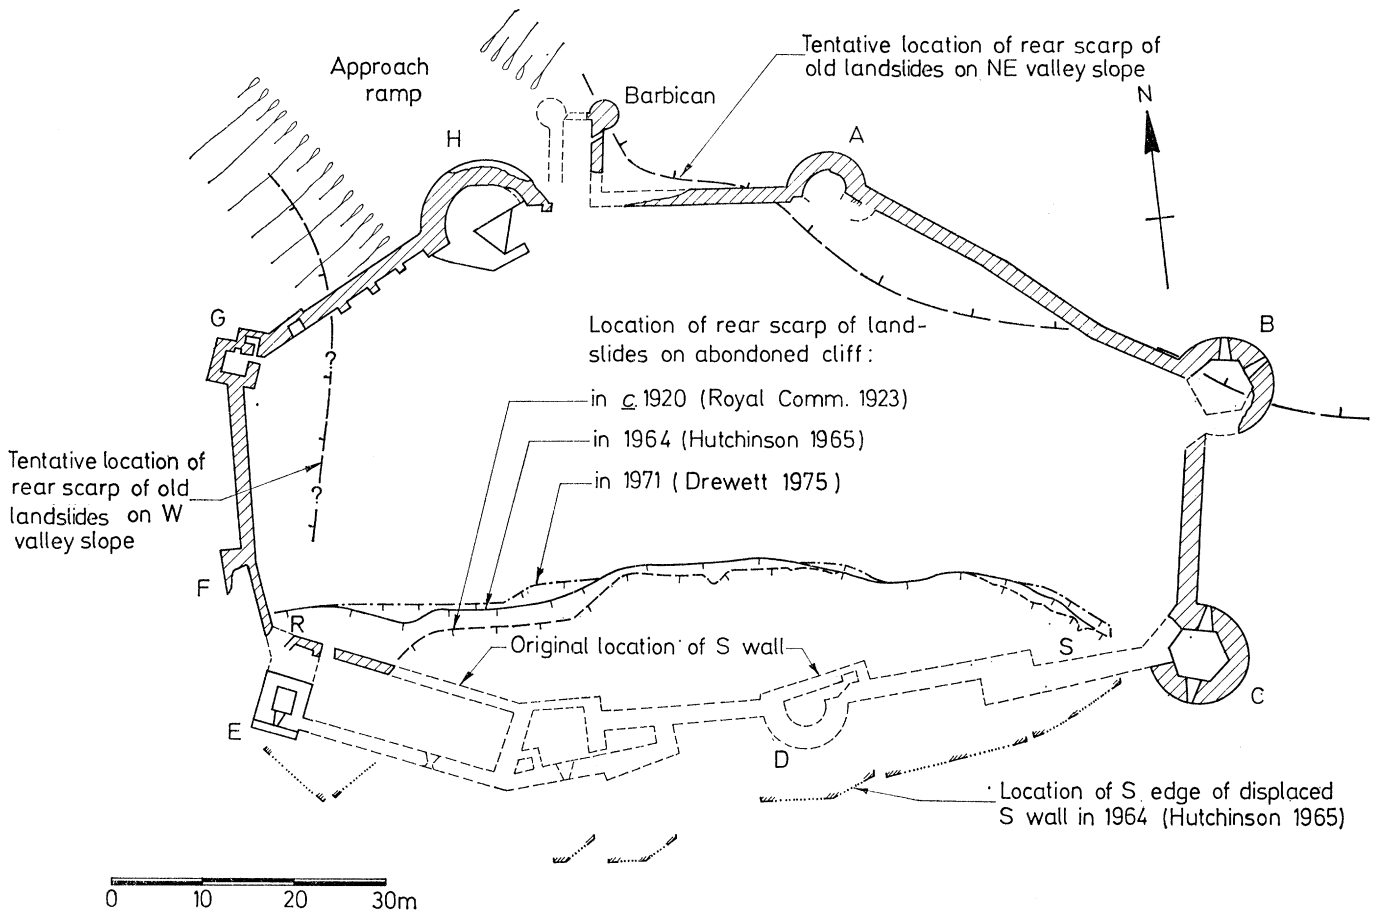 Approach
ramp
Tentative location of rear scarp of
old landslides on NE valley slope
Barbican
N
H
A
G
B
Location of rear scarp of land-
slides on abondoned cliff :
in c. 1920 (Royal Comm. 1923)
in 1964 (Hutchinson 1965)
in 1971 ( Drewett 1975 )
?
Tentative location of
rear scarp of old
landslides on W
valley slope
?
F
R
Original location of S wall
S
C
E
D
Location of S edge of displaced
S wall in 1964 (Hutchinson 1965)
0 10 20 30m